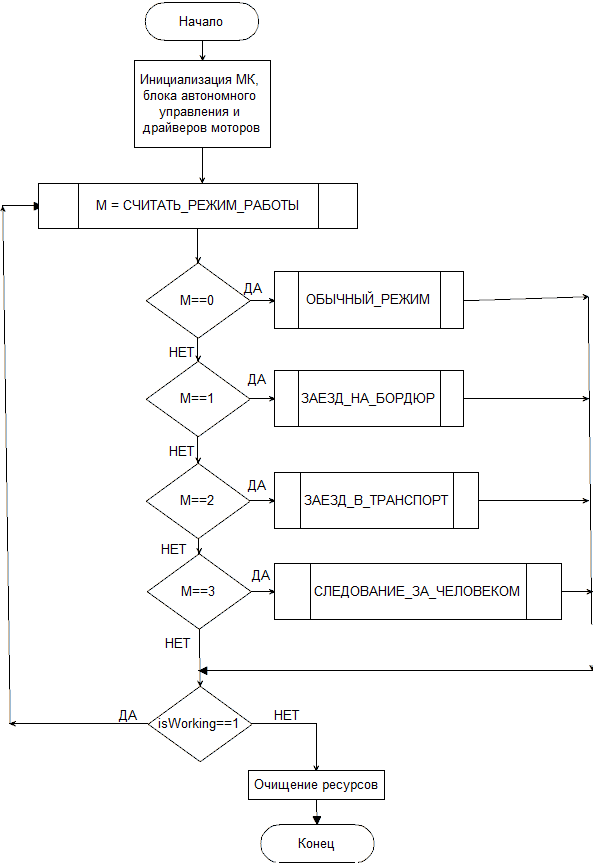 Начало
Инициализация МК,
блока автономного
управления и
драйверов моторов
М = СЧИТАТЬ_РЕЖИМ_РАБОТЫ
М==0
ДА
ОБЫЧНЫЙ_РЕЖИМ
НЕТ
М==1
ДА
ЗАЕЗД_НА_БОРДЮР
НЕТ
М==2
ДА
ЗАЕЗД_В_ТРАНСПОРТ
НЕТ
М==3
ДА
СЛЕДОВАНИЕ_ЗА_ЧЕЛОВЕКОМ
НЕТ
isWorking==1
ДА
НЕТ
Очищение ресурсов
Конец